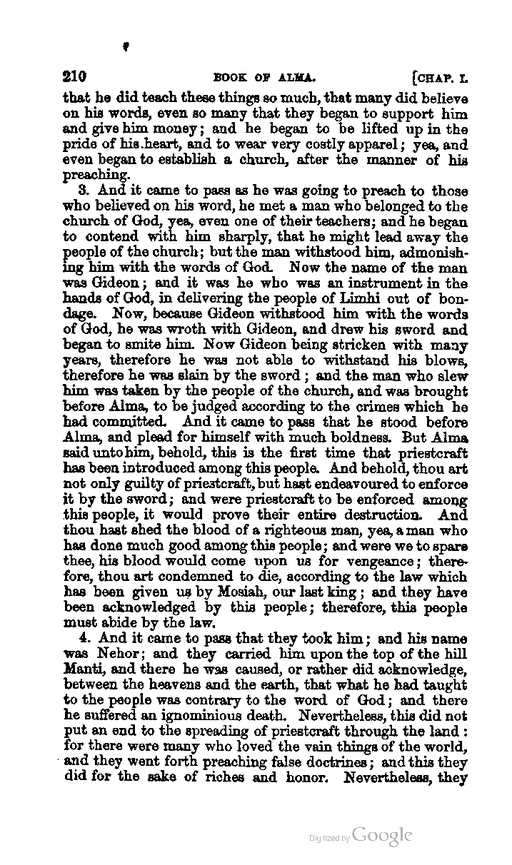 210 BOOK OF ALMA. [CHAP. I.
that he did teach these things so much, that many did believe
on his words, even so many that they began to support him
and give him money; and he began to be lifted up in the
pride of his heart, and to wear very costly apparel; yea, and
even began to establish a church, after the manner of his
preaching.
3. And it came to pass as he was going to preach to those
who believed on his word, he met a man who belonged to the
church of God, yea, even one of their teachers; and he began
to contend with him sharply, that he might lead away the
people of the church; but the man withstood him, admonish-
ing him with the words of God. Now the name of the man
was Gideon; and it was he who was an instrument in the
hands of God, in delivering the people of Limhi out of bon-
dage. Now, because Gideon withstood him with the words
of God, he was wroth with Gideon, and drew his sword and
began to smite him. Now Gideon being stricken with many
years, therefore he was not able to withstand his blows,
therefore he was slain by the sword; and the man who slew
him was taken by the people of the church, and was brought
before Alma, to be judged according to the crimes which he
had committed. And it came to pass that he stood before
Alma, and plead for himself with much boldness. But Alma
said unto him, behold, this is the first time that priestcraft
has been introduced among this people. And behold, thou art
not only guilty of priestcraft, but hast endeavoured to enforce
it by the sword; and were priestcraft to be enforced among
this people, it would prove their entire destruction. And
thou hast shed the blood of a righteous man, yea, a man who
has done much good among this people; and were we to spare
thee, his blood would come upon us for vengeance; there-
fore, thou art condemned to die, according to the law which
has been given us by Mosiah, our last king; and they have
been acknowledged by this people; therefore, this people
must abide by the law.
4. And it came to pass that they took him; and his name
was Nehor; and they carried him upon the top of the hill
Manti, and there he was caused, or rather did acknowledge,
between the heavens and the earth, that what he had taught
to the people was contrary to the word of God; and there
he suffered an ignominious death. Nevertheless, this did not
put an end to the spreading of priestcraft through the land:
for there were many who loved the vain things of the world,
and they went forth preaching false doctrines; and this they
did for the sake of riches and honor. Nevertheless, they
Digitized by Google